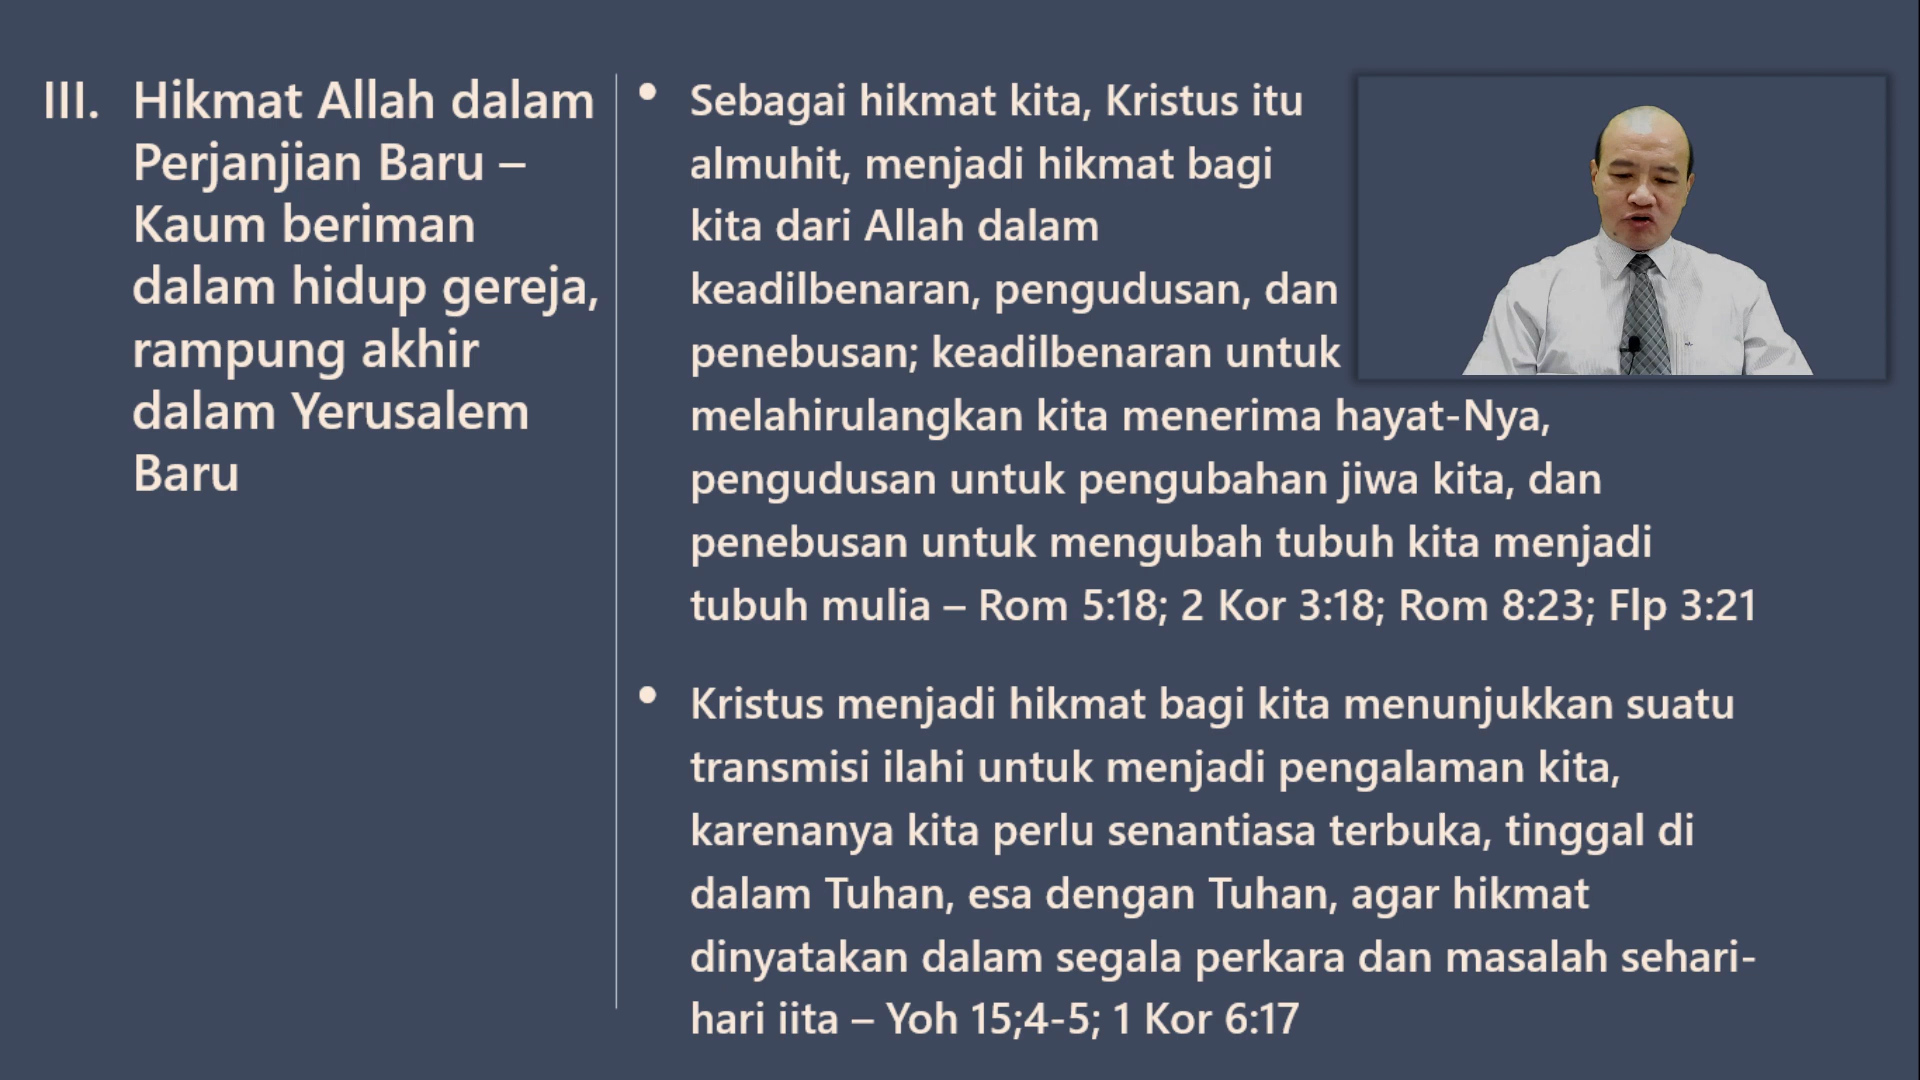 III. Hikmat Allah dalam
Perjanjian Baru –
Kaum beriman
dalam hidup gereja,
rampung akhir
dalam Yerusalem
Baru
• Sebagai hikmat kita, Kristus itu
almuhit, menjadi hikmat bagi
kita dari Allah dalam
keadilbenaran, pengudusan, dan
penebusan; keadilbenaran untuk
melahirulangkan kita menerima hayat-Nya,
pengudusan untuk pengubahan jiwa kita, dan
penebusan untuk mengubah tubuh kita menjadi
tubuh mulia – Rom 5:18; 2 Kor 3:18; Rom 8:23; Flp 3:21
• Kristus menjadi hikmat bagi kita menunjukkan suatu
transmisi ilahi untuk menjadi pengalaman kita,
karenanya kita perlu senantiasa terbuka, tinggal di
dalam Tuhan, esa dengan Tuhan, agar hikmat
dinyatakan dalam segala perkara dan masalah sehari-
hari iita – Yoh 15;4-5; 1 Kor 6:17